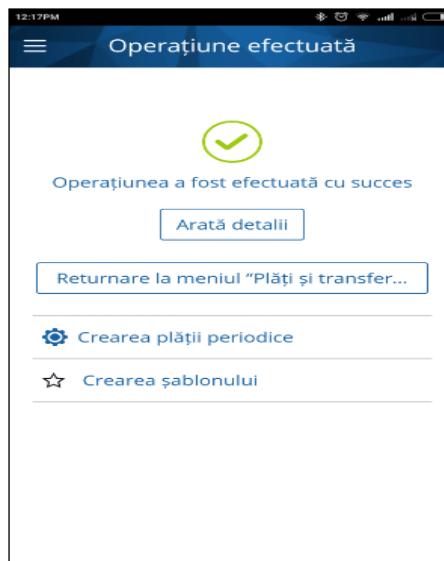 12:17PM
Operațiune efectuată
Operațiunea a fost efectuată cu succes
Arată detalii
Returnare la meniul “Plăți și transfer...
Crearea plății periodice
Crearea șablonului